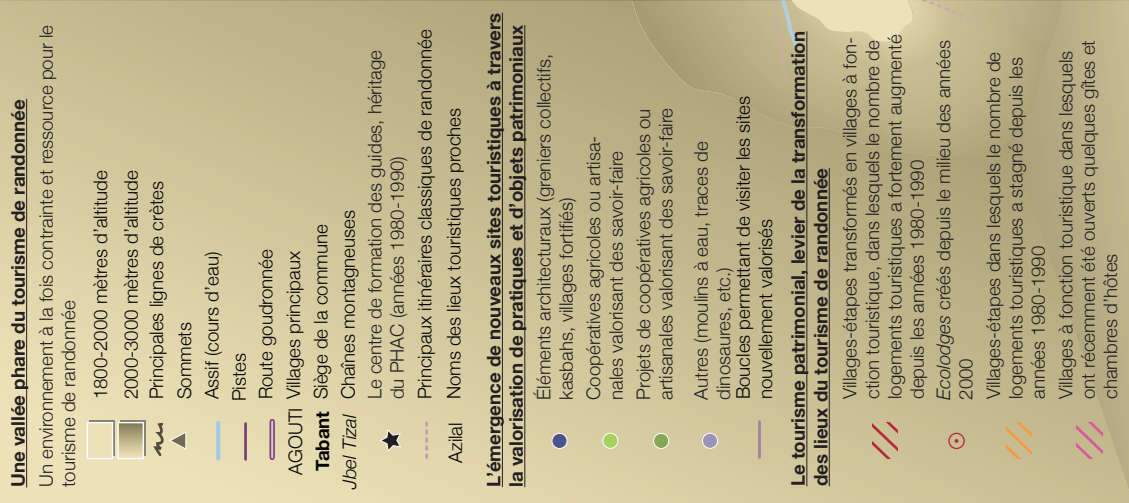 Une vallée phare du tourisme de randonnée
Un environnement à la fois contrainte et ressource pour le
tourisme de randonnée
1800-2000 mètres d'altitude
2000-3000 mètres d'altitude
Principales lignes de crètes
Sommets
Assif (cours d'eau)
Pistes
Route goudronnée
AGOUTI Villages principaux
Tabant Siège de la commune
Jbel Tizal Chaînes montagneuses
Le centre de formation des guides, héritage
du PHAC (années 1980-1990)
Principaux itinéraires classiques de randonnée
Azilal Noms des lieux touristiques proches
L'émergence de nouveaux sites touristiques à travers
la valorisation de pratiques et d'objets patrimoniaux
Éléments architecturaux (greniers collectifs,
kasbahs, villages fortifiés)
Coopératives agricoles ou artisa-
nales valorisant des savoir-faire
Projets de coopératives agricoles ou
artisanales valorisant des savoir-faire
Autres (moulins à eau, traces de
dinosaures, etc.)
Boucles permettant de visiter les sites
nouvellement valorisés
Le tourisme patrimonial, levier de la transformation
des lieux du tourisme de randonnée
Villages-étapes transformés en villages à fon-
ction touristique, dans lesquels le nombre de
logements touristiques a fortement augmenté
depuis les années 1980-1990
Ecolodges créés depuis le milieu des années
2000
Villages-étapes dans lesquels le nombre de
logements touristiques a stagné depuis les
années 1980-1990
Villages à fonction touristique dans lesquels
ont récemment été ouverts quelques gîtes et
chambres d'hôtes